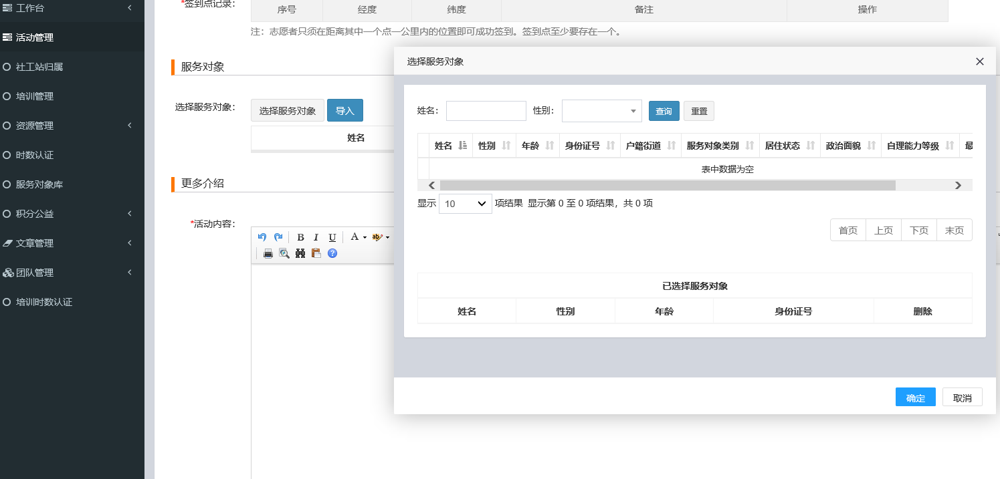 工作台
活动管理
社工站归属
培训管理
资源管理
时数认证
服务对象库
积分公益
文章管理
团队管理
培训时数认证
*签到点记录：
序号 经度 纬度 备注 操作
注：志愿者只须在距离其中一个点一公里内的位置即可成功签到。签到点至少要存在一个。
服务对象
选择服务对象： 选择服务对象 导入
姓名
更多介绍
*活动内容：
B I U A ab
选择服务对象
姓名： 性别： 查询 重置
姓名 性别 年龄 身份证号 户籍街道 服务对象类别 居住状态 政治面貌 自理能力等级
表中数据为空
显示 10 项结果 显示第 0 至 0 项结果，共 0 项
首页 上页 下页 末页
已选择服务对象
姓名 性别 年龄 身份证号 删除
确定 取消